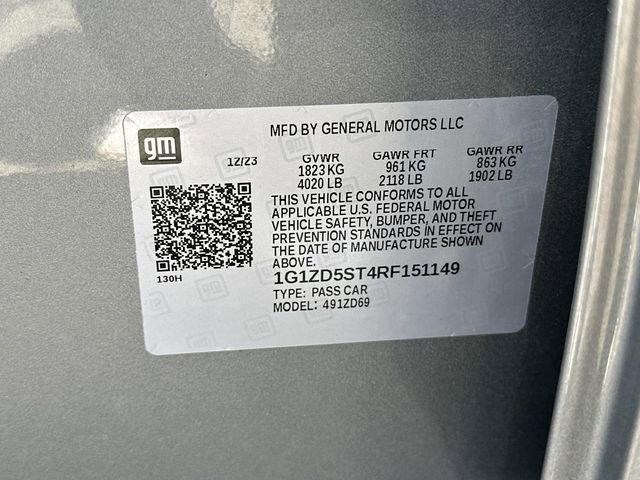 gm
MFD BY GENERAL MOTORS LLC
12/23 GVWR GAWR FRT GAWR RR
1823 KG 961 KG 863 KG
4020 LB 2118 LB 1902 LB
THIS VEHICLE CONFORMS TO ALL
APPLICABLE U.S. FEDERAL MOTOR
VEHICLE SAFETY, BUMPER, AND THEFT
PREVENTION STANDARDS IN EFFECT ON
THE DATE OF MANUFACTURE SHOWN
ABOVE.
130H
1G1ZD5ST4RF151149
TYPE: PASS CAR
MODEL: 491ZD69